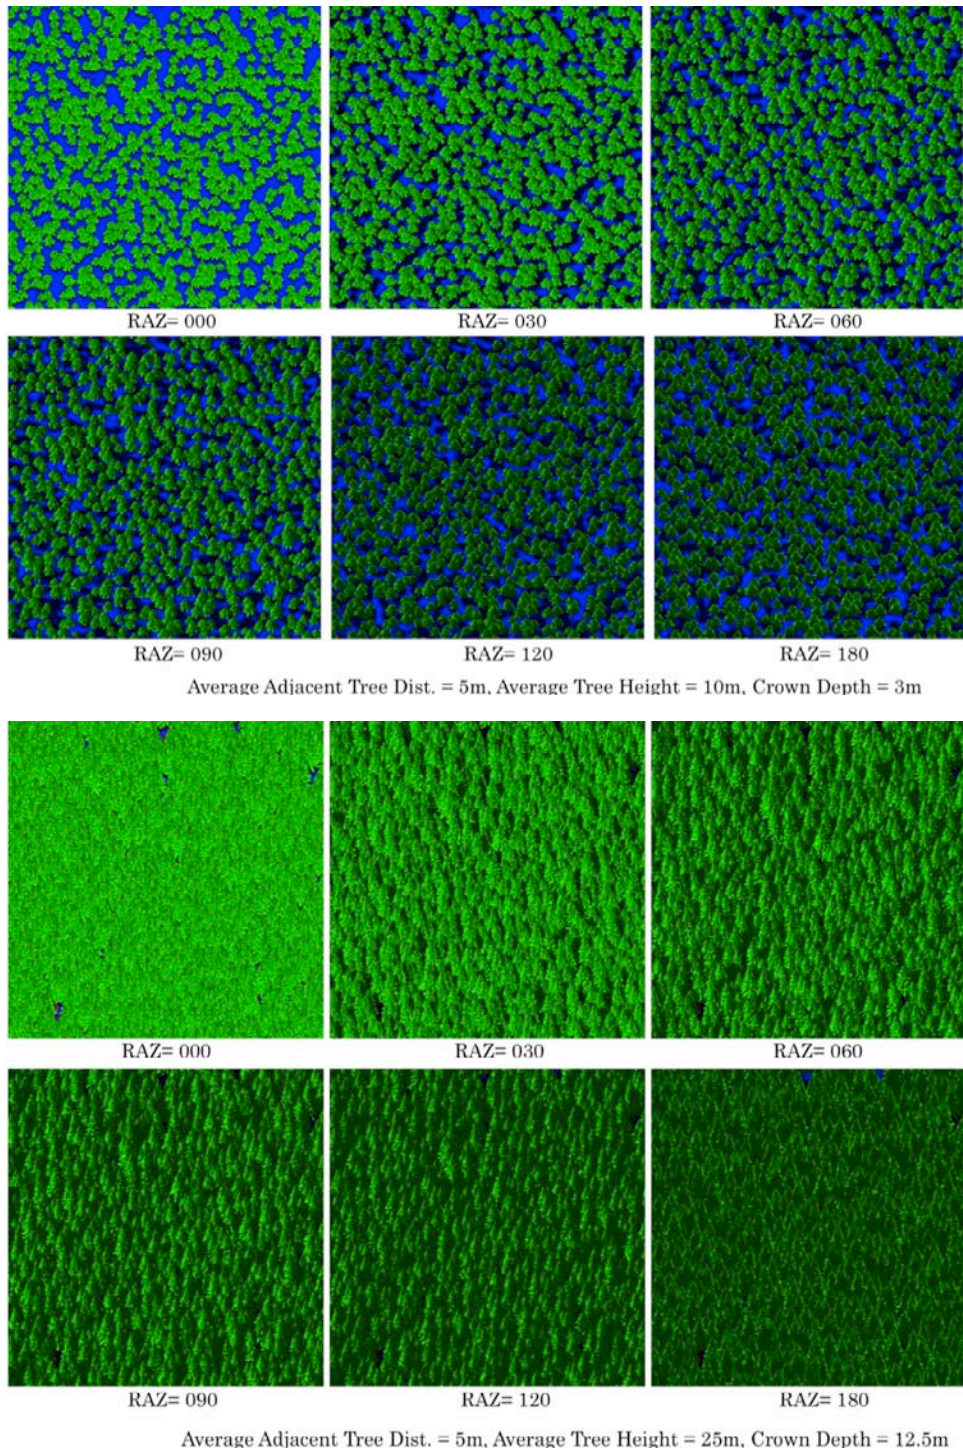 RAZ= 000 RAZ= 030 RAZ= 060
RAZ= 090 RAZ= 120 RAZ= 180
Average Adjacent Tree Dist. = 5m, Average Tree Height = 10m, Crown Depth = 3m
RAZ= 000 RAZ= 030 RAZ= 060
RAZ= 090 RAZ= 120 RAZ= 180
Average Adjacent Tree Dist. = 5m, Average Tree Height = 25m, Crown Depth = 12.5m